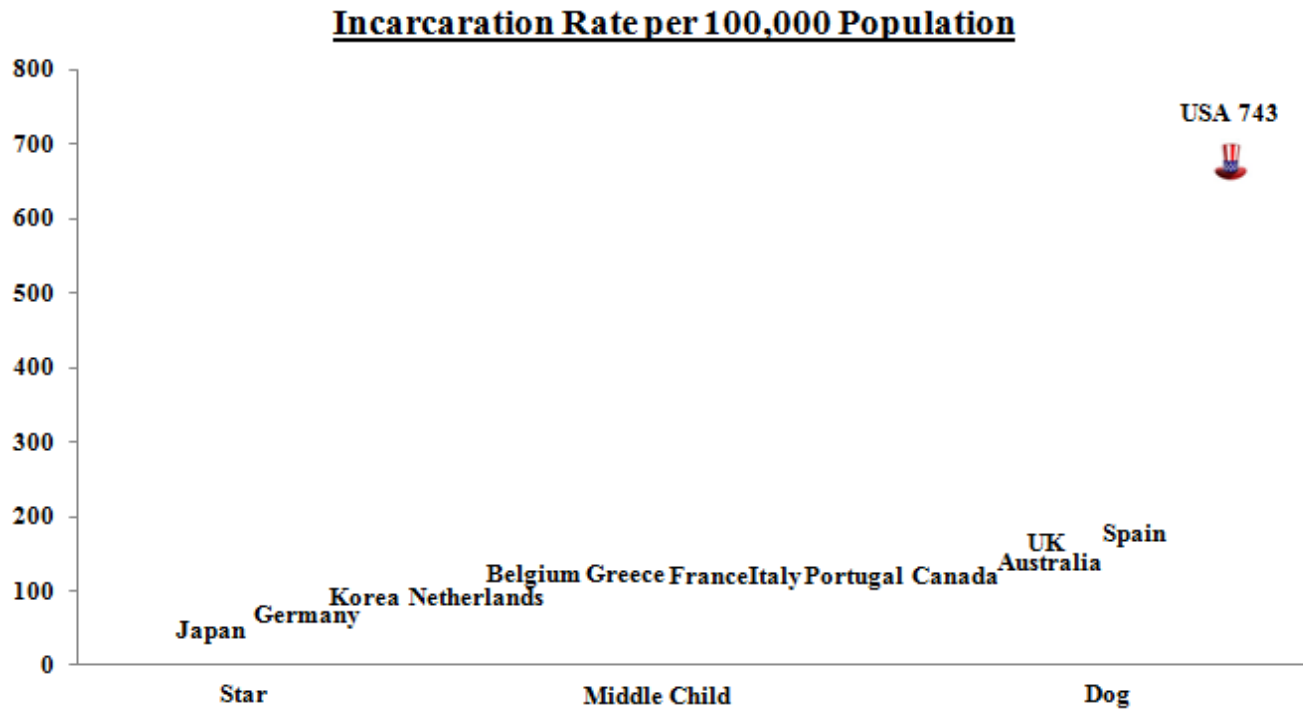 Incarcaration Rate per 100,000 Population
800
USA 743
700
600
500
400
300
200
UK
Spain
Australia
Belgium Greece FranceItaly Portugal Canada
100
Korea Netherlands
Germany
Japan
0
Star Middle Child Dog